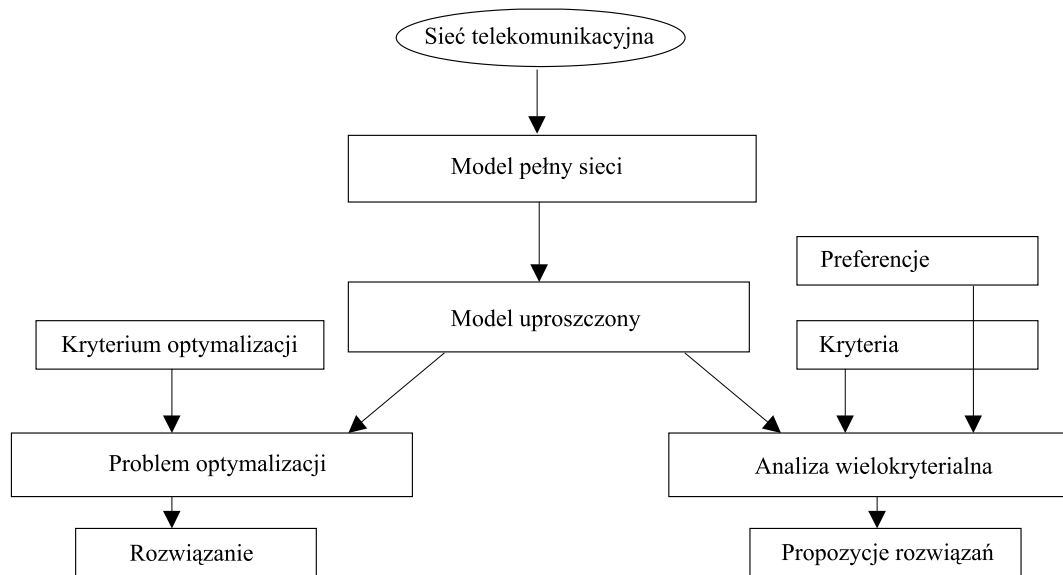 Sieć telekomunikacyjna
Model pełny sieci
Preferencje
Model uproszczony
Kryterium optymalizacji
Kryteria
Problem optymalizacji
Analiza wielokryterialna
Rozwiązanie
Propozycje rozwiązań